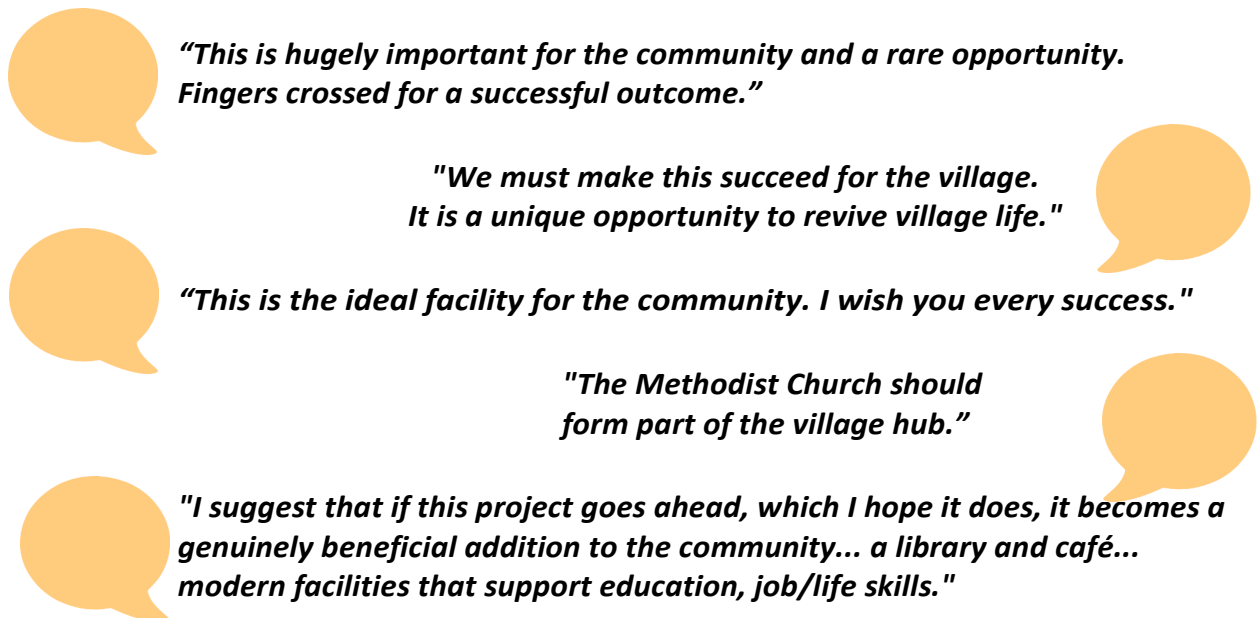 “This is hugely important for the community and a rare opportunity.
Fingers crossed for a successful outcome.”
"We must make this succeed for the village.
It is a unique opportunity to revive village life."
“This is the ideal facility for the community. I wish you every success."
"The Methodist Church should
form part of the village hub.”
"I suggest that if this project goes ahead, which I hope it does, it becomes a
genuinely beneficial addition to the community... a library and café...
modern facilities that support education, job/life skills."